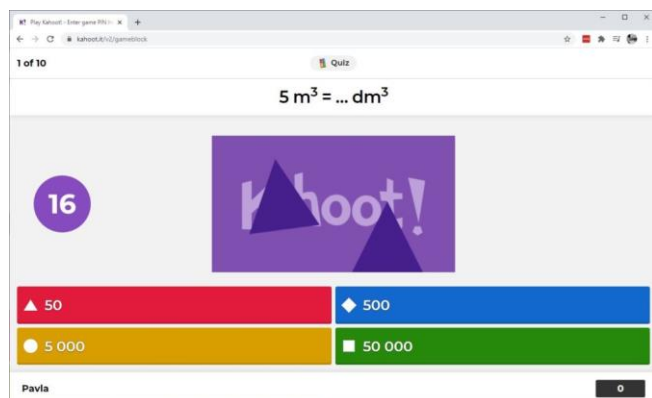 Play Kahoot! - Enter game PIN
kahoot.it/v2/gameblock
1 of 10
Quiz
5 m³ = ... dm³
16
Kahoot!
50
500
5 000
50 000
Pavla
0